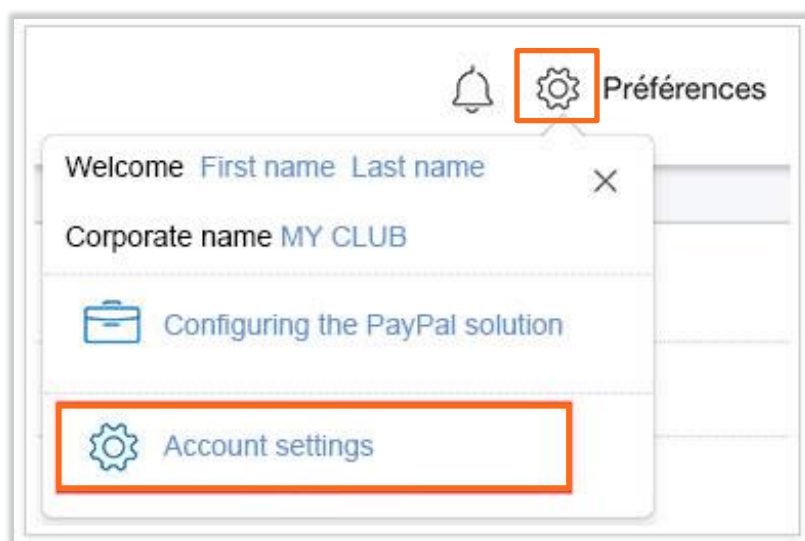 Préférences
Welcome First name Last name
Corporate name MY CLUB
Configuring the PayPal solution
Account settings